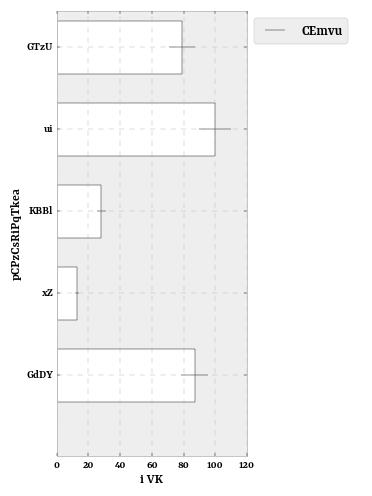 CEmvu
GTzU
ui
KBBl
xZ
GdDY
pCPzCsRiPqTkea
0 20 40 60 80 100 120
i VK